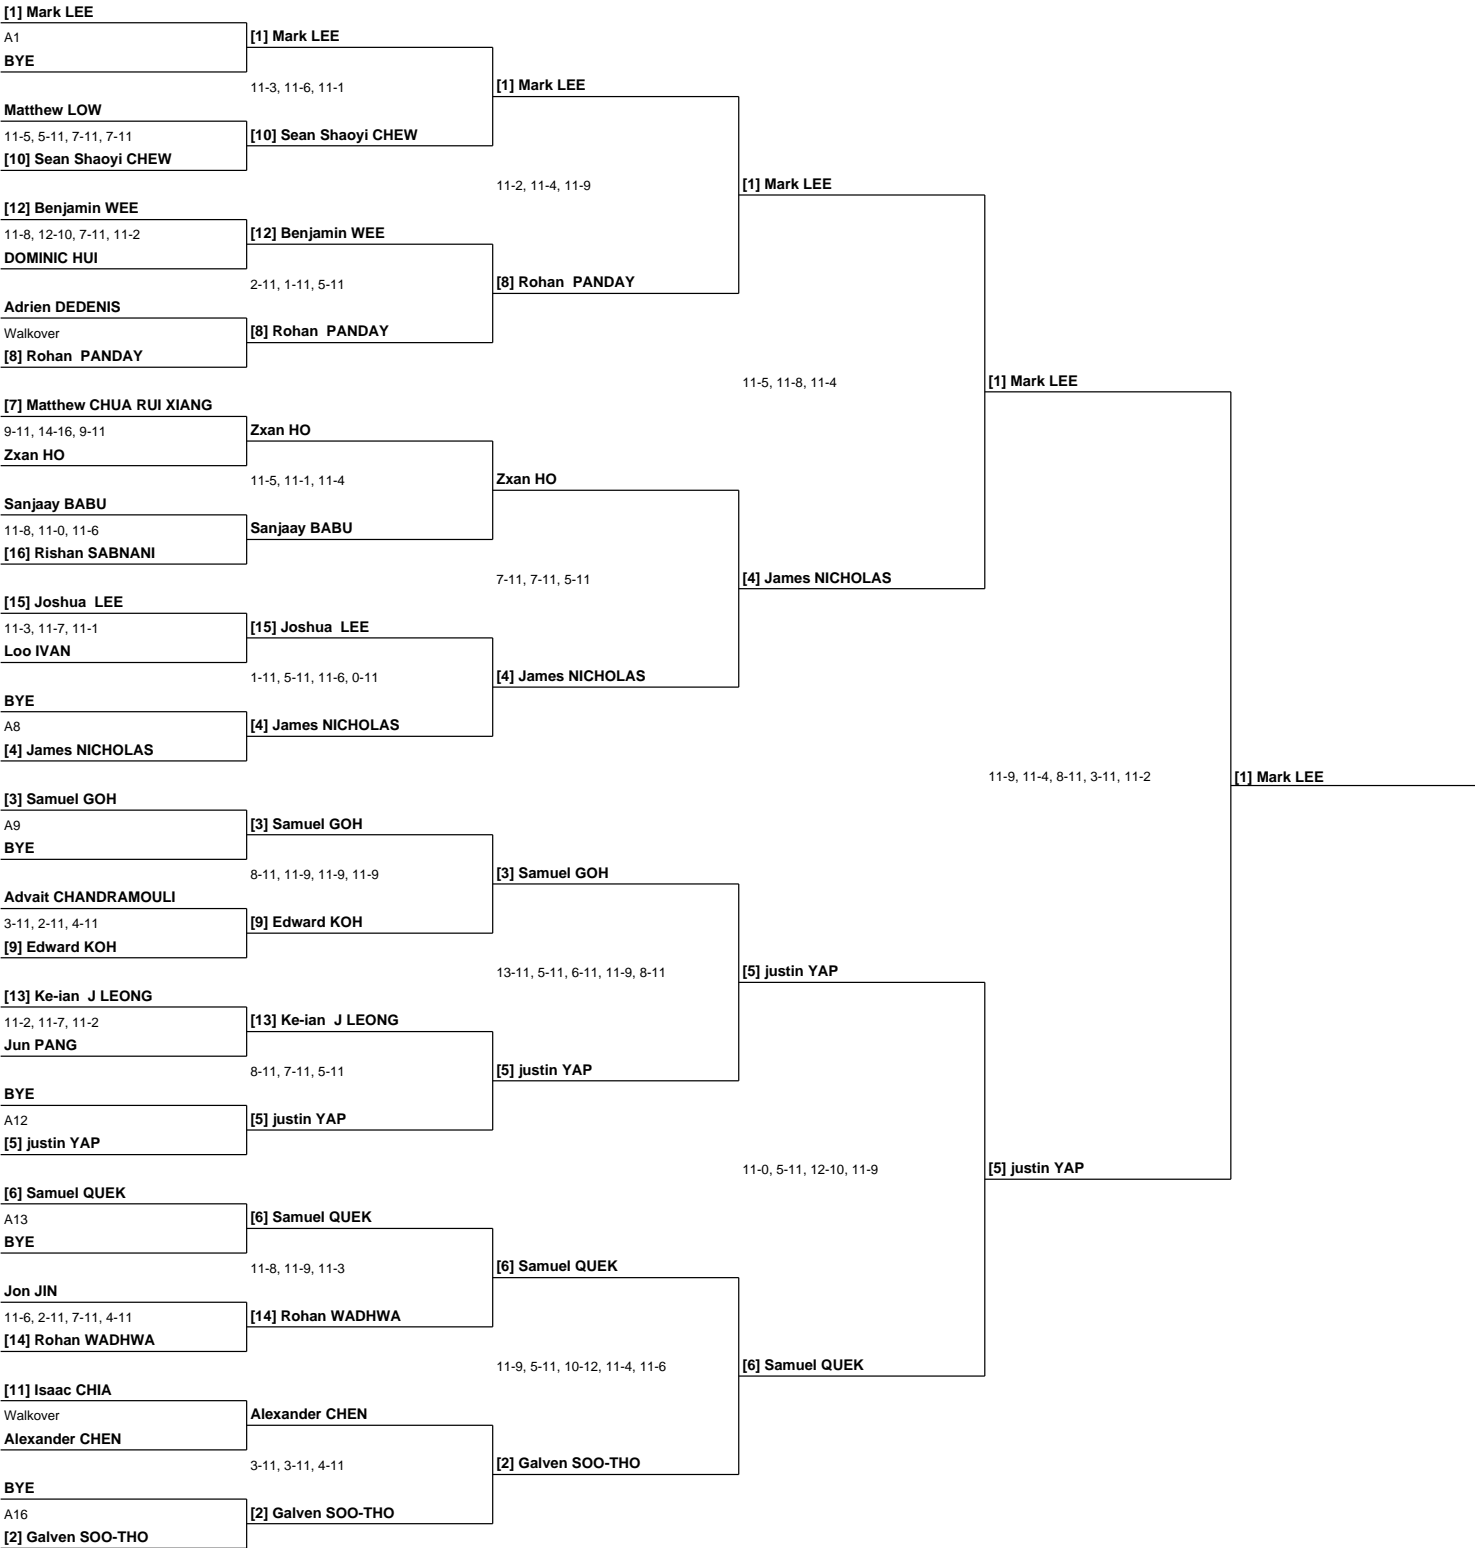 [1] Mark LEE
A1
[1] Mark LEE
BYE
11-3, 11-6, 11-1
[1] Mark LEE
Matthew LOW
11-5, 5-11, 7-11, 7-11
[10] Sean Shaoyi CHEW
[10] Sean Shaoyi CHEW
11-2, 11-4, 11-9
[1] Mark LEE
[12] Benjamin WEE
11-8, 12-10, 7-11, 11-2
[12] Benjamin WEE
DOMINIC HUI
2-11, 1-11, 5-11
[8] Rohan  PANDAY
Adrien DEDENIS
Walkover
[8] Rohan  PANDAY
[8] Rohan  PANDAY
11-5, 11-8, 11-4
[1] Mark LEE
[7] Matthew CHUA RUI XIANG
9-11, 14-16, 9-11
Zxan HO
Zxan HO
11-5, 11-1, 11-4
Zxan HO
Sanjaay BABU
11-8, 11-0, 11-6
Sanjaay BABU
[16] Rishan SABNANI
7-11, 7-11, 5-11
[4] James NICHOLAS
[15] Joshua  LEE
11-3, 11-7, 11-1
[15] Joshua  LEE
Loo IVAN
1-11, 5-11, 11-6, 0-11
[4] James NICHOLAS
BYE
A8
[4] James NICHOLAS
[4] James NICHOLAS
11-9, 11-4, 8-11, 3-11, 11-2
[1] Mark LEE
[3] Samuel GOH
A9
[3] Samuel GOH
BYE
8-11, 11-9, 11-9, 11-9
[3] Samuel GOH
Advait CHANDRAMOULI
3-11, 2-11, 4-11
[9] Edward KOH
[9] Edward KOH
13-11, 5-11, 6-11, 11-9, 8-11
[5] justin YAP
[13] Ke-ian  J LEONG
11-2, 11-7, 11-2
[13] Ke-ian  J LEONG
Jun PANG
8-11, 7-11, 5-11
[5] justin YAP
BYE
A12
[5] justin YAP
[5] justin YAP
11-0, 5-11, 12-10, 11-9
[5] justin YAP
[6] Samuel QUEK
A13
[6] Samuel QUEK
BYE
11-8, 11-9, 11-3
[6] Samuel QUEK
Jon JIN
11-6, 2-11, 7-11, 4-11
[14] Rohan WADHWA
[14] Rohan WADHWA
11-9, 5-11, 10-12, 11-4, 11-6
[6] Samuel QUEK
[11] Isaac CHIA
Walkover
Alexander CHEN
Alexander CHEN
3-11, 3-11, 4-11
[2] Galven SOO-THO
BYE
A16
[2] Galven SOO-THO
[2] Galven SOO-THO